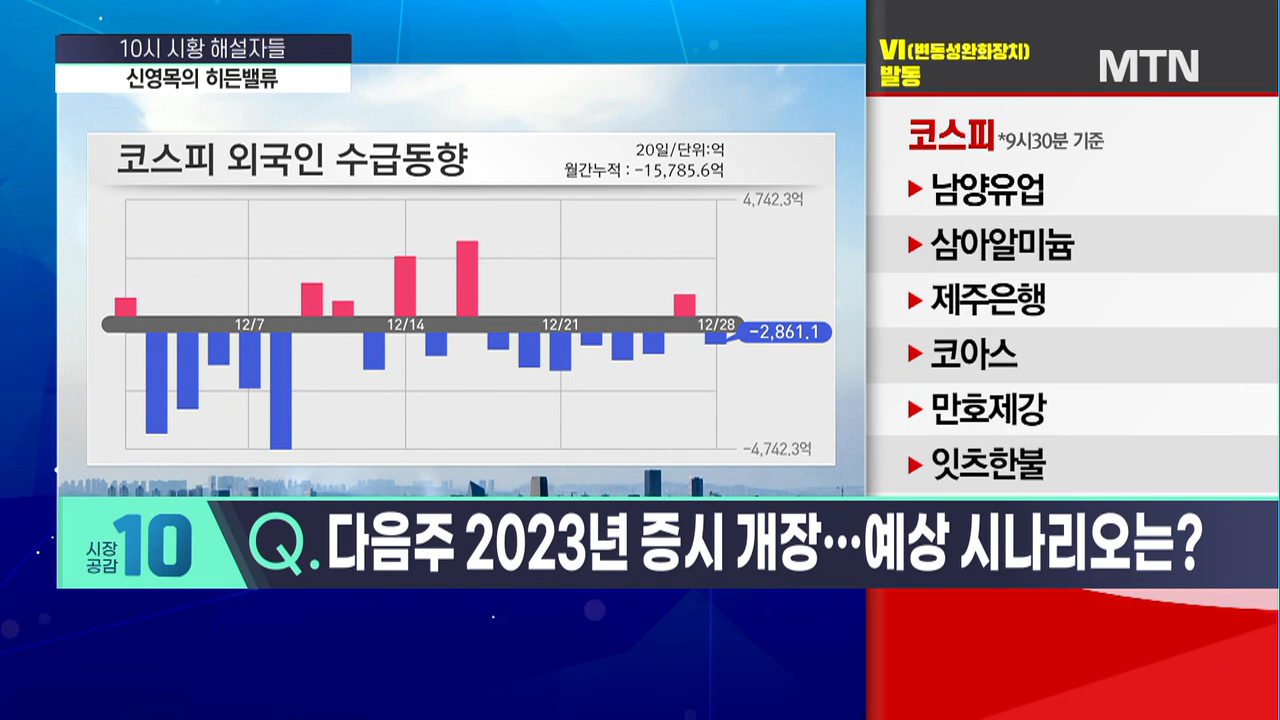 10시 시황 해설자들
신영목의 히든밸류
코스피 외국인 수급동향
20일/단위:억
월간누적 : -15,785.6억
4,742.3억
12/7
12/14
12/21
12/28
-2,861.1
-4,742.3억
VI(변동성완화장치)
발동
MTN
코스피 *9시30분 기준
남양유업
삼아알미늄
제주은행
코아스
만호제강
잇츠한불
시장
공감
10
Q. 다음주 2023년 증시 개장…예상 시나리오는?